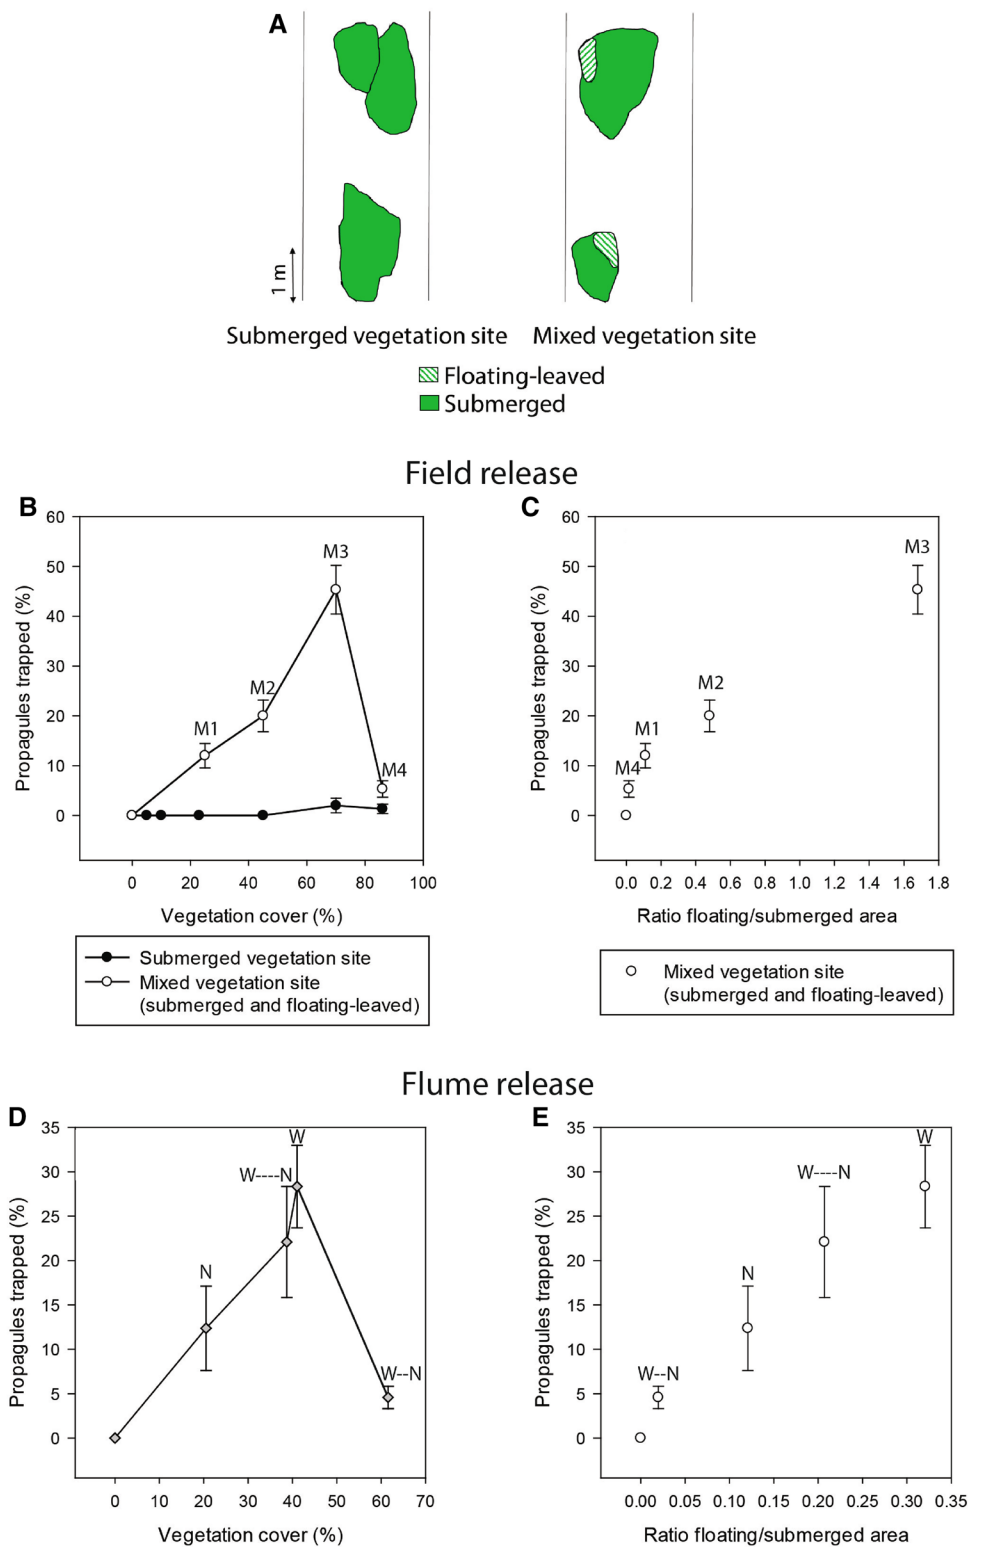 A
1 m
Submerged vegetation site
Mixed vegetation site
Floating-leaved
Submerged
Field release
B
Propagules trapped (%)
60
50
40
30
20
10
0
M1
M2
M3
M4
0 20 40 60 80 100
Vegetation cover (%)
Submerged vegetation site
Mixed vegetation site
(submerged and floating-leaved)
C
Propagules trapped (%)
60
50
40
30
20
10
0
M4
M1
M2
M3
0.0 0.2 0.4 0.6 0.8 1.0 1.2 1.4 1.6 1.8
Ratio floating/submerged area
Mixed vegetation site
(submerged and floating-leaved)
Flume release
D
Propagules trapped (%)
35
30
25
20
15
10
5
0
N
W----N
W
W--N
0 10 20 30 40 50 60 70
Vegetation cover (%)
E
Propagules trapped (%)
35
30
25
20
15
10
5
0
W--N
N
W----N
W
0.00 0.05 0.10 0.15 0.20 0.25 0.30 0.35
Ratio floating/submerged area